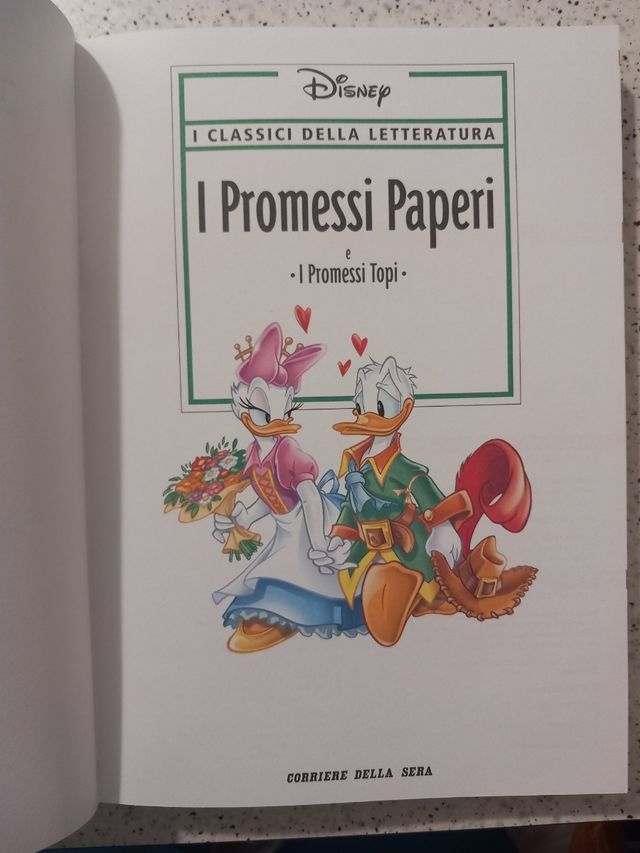 Disney
I CLASSICI DELLA LETTERATURA
I Promessi Paperi
e
• I Promessi Topi •
CORRIERE DELLA SERA